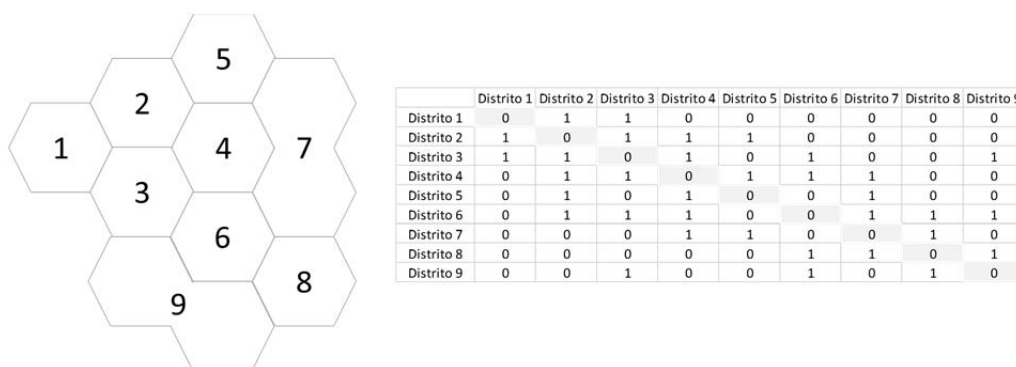 5
2
1
4
7
3
6
8
9
Distrito 1 Distrito 2 Distrito 3 Distrito 4 Distrito 5 Distrito 6 Distrito 7 Distrito 8 Distrito 9
Distrito 1 0 1 1 0 0 0 0 0 0
Distrito 2 1 0 1 1 1 0 0 0 0
Distrito 3 1 1 0 1 0 1 0 0 1
Distrito 4 0 1 1 0 1 1 1 0 0
Distrito 5 0 1 0 1 0 0 1 0 0
Distrito 6 0 1 1 1 0 0 1 1 1
Distrito 7 0 0 0 1 1 0 0 1 0
Distrito 8 0 0 0 0 0 1 1 0 1
Distrito 9 0 0 1 0 0 1 0 1 0